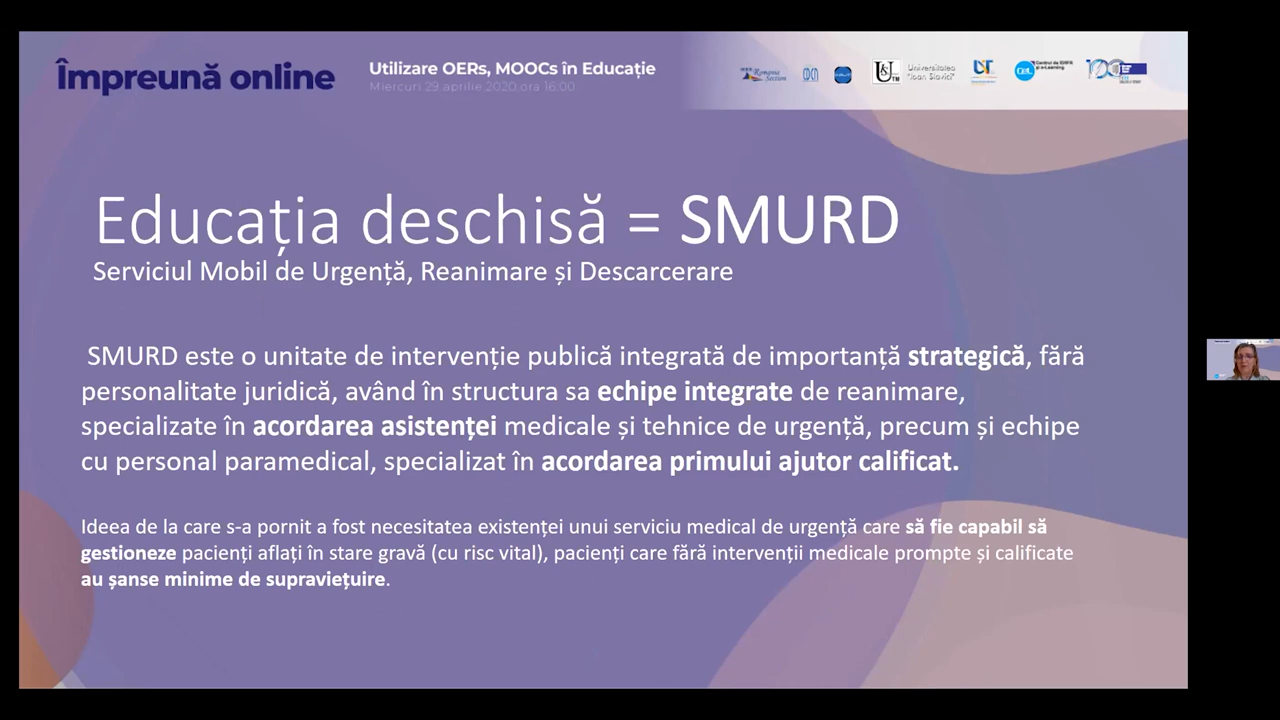 Împreună online
Utilizare OERs, MOOCs în Educație
Miercuri 29 aprilie 2020 ora 16:00
Romania
Section
Universitatea
"Ioan Slavici"
Educația deschisă = SMURD
Serviciul Mobil de Urgență, Reanimare și Descarcerare
SMURD este o unitate de intervenție publică integrată de importanță strategică, fără
personalitate juridică, având în structura sa echipe integrate de reanimare,
specializate în acordarea asistenței medicale și tehnice de urgență, precum și echipe
cu personal paramedical, specializat în acordarea primului ajutor calificat.
Ideea de la care s-a pornit a fost necesitatea existenței unui serviciu medical de urgență care să fie capabil să
gestioneze pacienți aflați în stare gravă (cu risc vital), pacienți care fără intervenții medicale prompte și calificate
au șanse minime de supraviețuire.